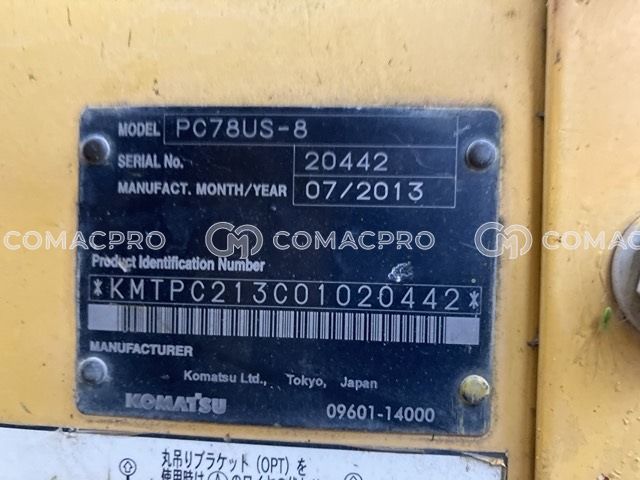 MODEL PC78US-8
SERIAL No. 20442
MANUFACT. MONTH/YEAR 07/2013
COMACPRO COMACPRO
Product Identification Number
*KMTPC213C01020442*
MANUFACTURER
Komatsu Ltd., Tokyo, Japan
KOMATSU 09601-14000
丸吊りブラケット(OPT)を